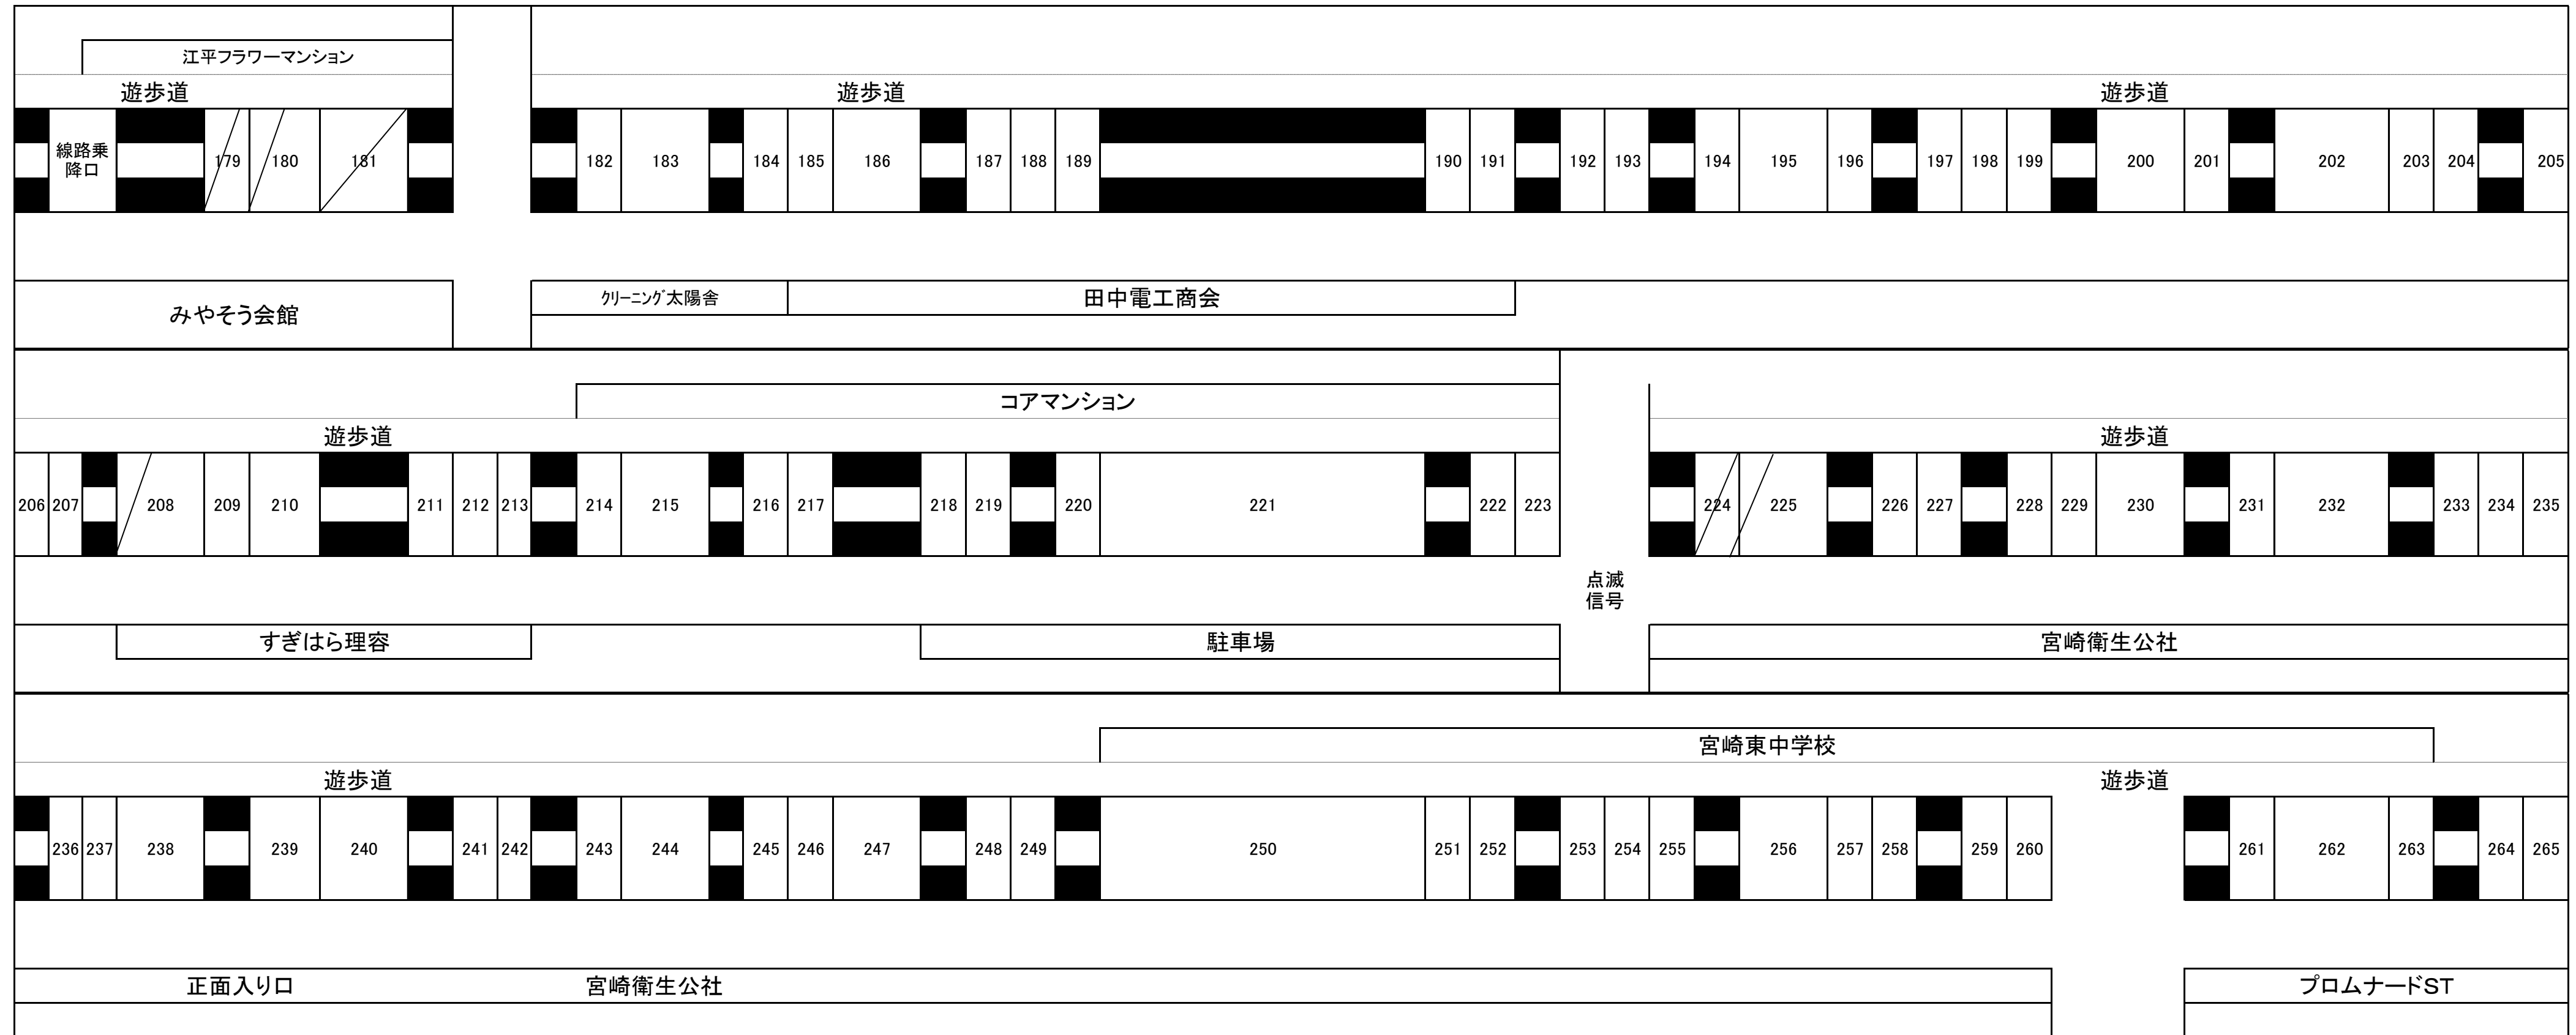 江平フラワーマンション
遊歩道 遊歩道 遊歩道
線路乗
降口
179 180 181 182 183 184 185 186 187 188 189 190 191 192 193 194 195 196 197 198 199 200 201 202 203 204 205
みやそう会館 ｸﾘｰﾆﾝｸﾞ太陽舎 田中電工商会
コアマンション
遊歩道 遊歩道
206 207 208 209 210 211 212 213 214 215 216 217 218 219 220 221 222 223 224 225 226 227 228 229 230 231 232 233 234 235
点滅
信号
すぎはら理容 駐車場 宮崎衛生公社
宮崎東中学校
遊歩道 遊歩道
236 237 238 239 240 241 242 243 244 245 246 247 248 249 250 251 252 253 254 255 256 257 258 259 260 261 262 263 264 265
正面入り口 宮崎衛生公社 プロムナードST